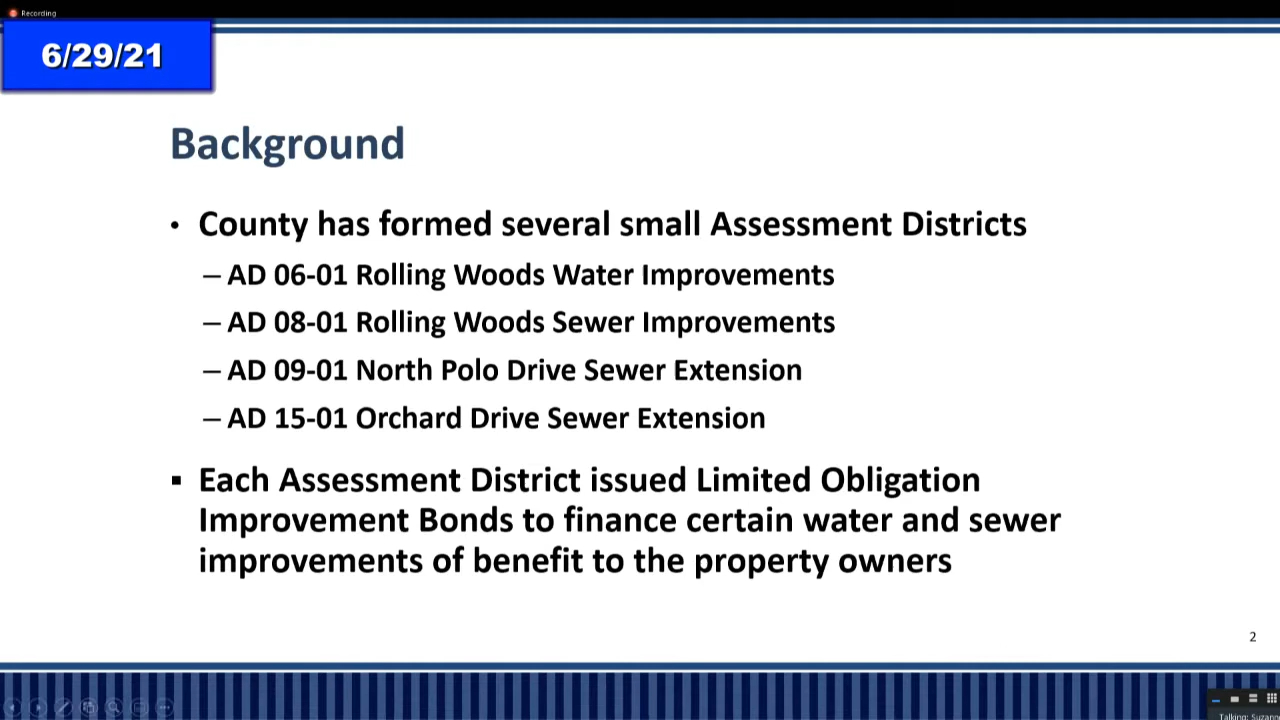 Recording
6/29/21
Background
• County has formed several small Assessment Districts
– AD 06-01 Rolling Woods Water Improvements
– AD 08-01 Rolling Woods Sewer Improvements
– AD 09-01 North Polo Drive Sewer Extension
– AD 15-01 Orchard Drive Sewer Extension
▪ Each Assessment District issued Limited Obligation
Improvement Bonds to finance certain water and sewer
improvements of benefit to the property owners
2
Talking: